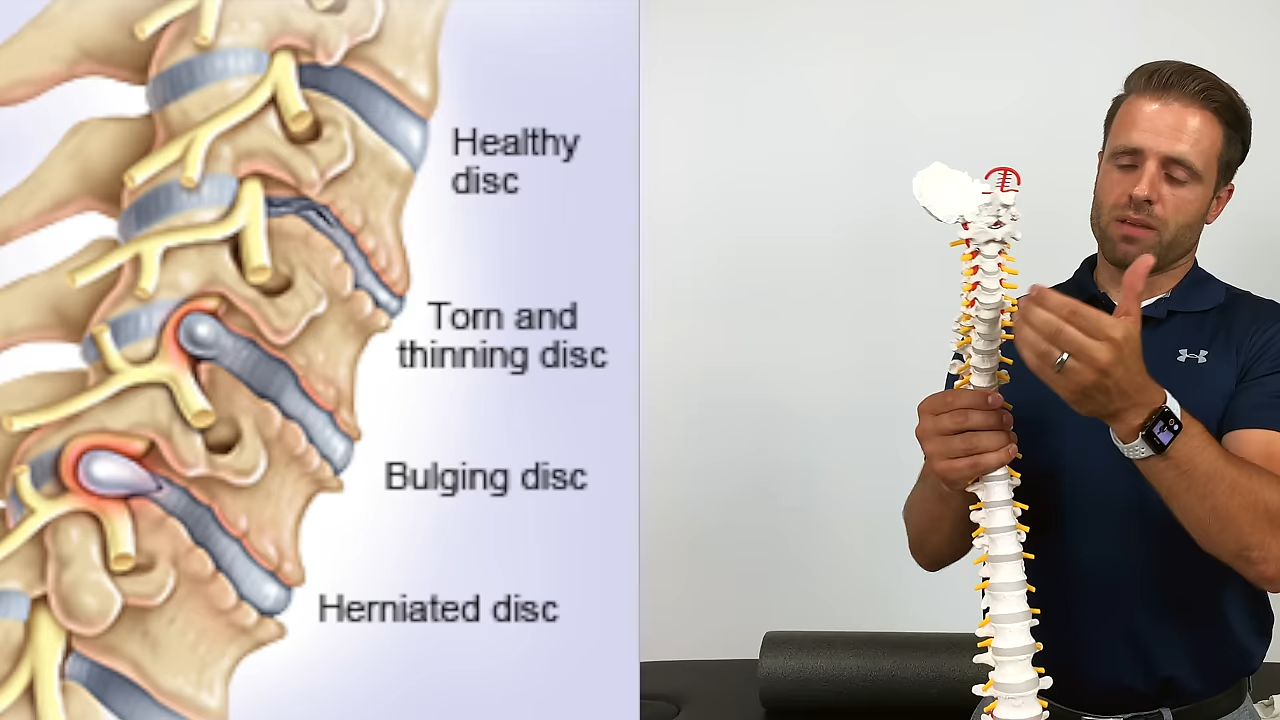 Healthy
disc
Torn and
thinning disc
Bulging disc
Herniated disc